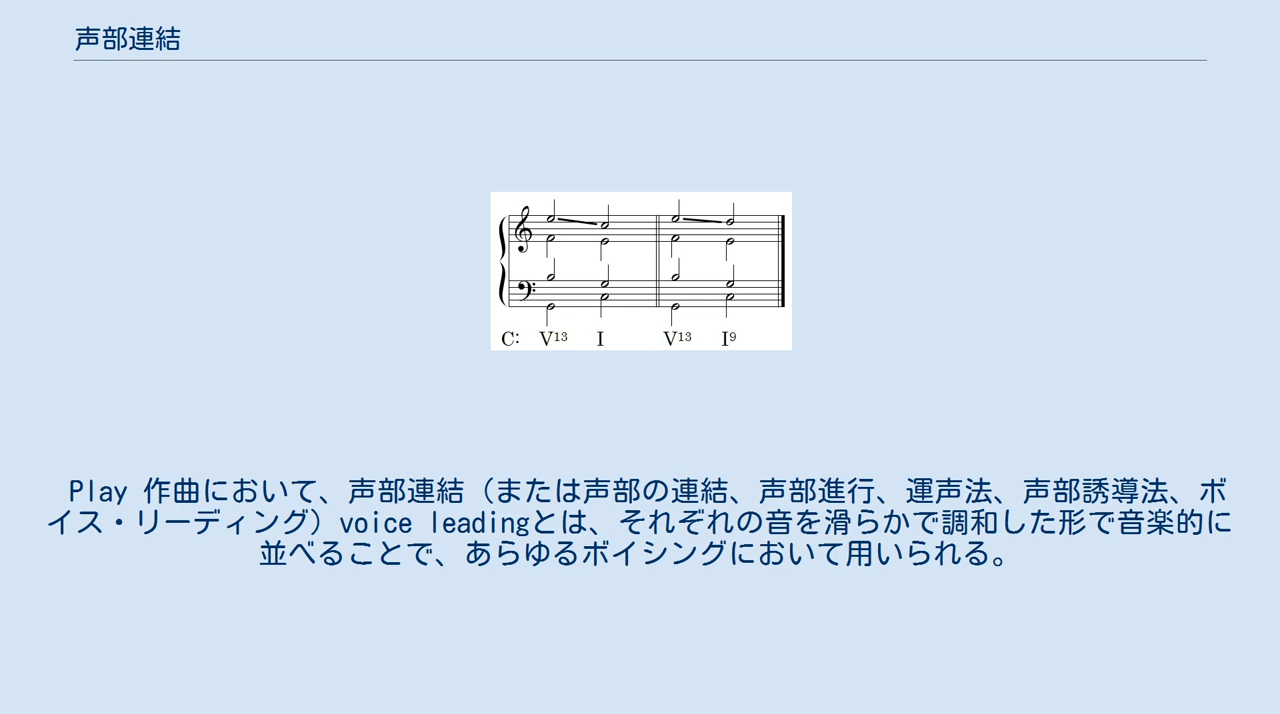 声部連結
C: V13 I V13 I9
Play 作曲において、声部連結（または声部の連結、声部進行、運声法、声部誘導法、ボ
イス・リーディング）voice leadingとは、それぞれの音を滑らかで調和した形で音楽的に
並べることで、あらゆるボイシングにおいて用いられる。